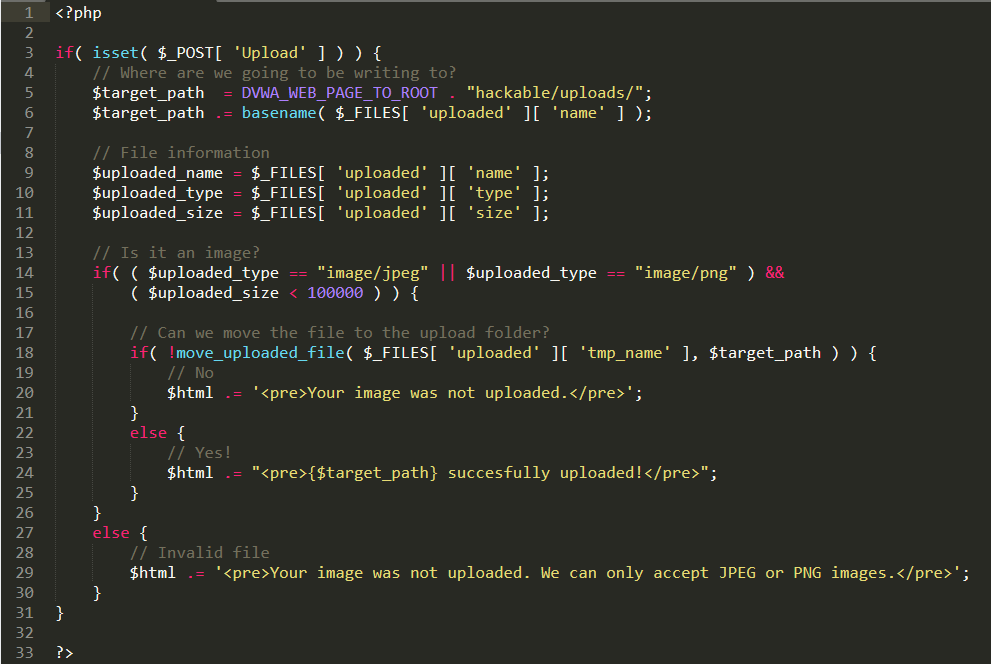 1 <?php
2
3 if( isset( $_POST[ 'Upload' ] ) ) {
4     // Where are we going to be writing to?
5     $target_path  = DVWA_WEB_PAGE_TO_ROOT . "hackable/uploads/";
6     $target_path .= basename( $_FILES[ 'uploaded' ][ 'name' ] );
7
8     // File information
9     $uploaded_name = $_FILES[ 'uploaded' ][ 'name' ];
10     $uploaded_type = $_FILES[ 'uploaded' ][ 'type' ];
11     $uploaded_size = $_FILES[ 'uploaded' ][ 'size' ];
12
13     // Is it an image?
14     if( ( $uploaded_type == "image/jpeg" || $uploaded_type == "image/png" ) &&
15         ( $uploaded_size < 100000 ) ) {
16
17         // Can we move the file to the upload folder?
18         if( !move_uploaded_file( $_FILES[ 'uploaded' ][ 'tmp_name' ], $target_path ) ) {
19             // No
20             $html .= '<pre>Your image was not uploaded.</pre>';
21         }
22         else {
23             // Yes!
24             $html .= "<pre>{$target_path} succesfully uploaded!</pre>";
25         }
26     }
27     else {
28         // Invalid file
29         $html .= '<pre>Your image was not uploaded. We can only accept JPEG or PNG images.</pre>';
30     }
31 }
32
33 ?>